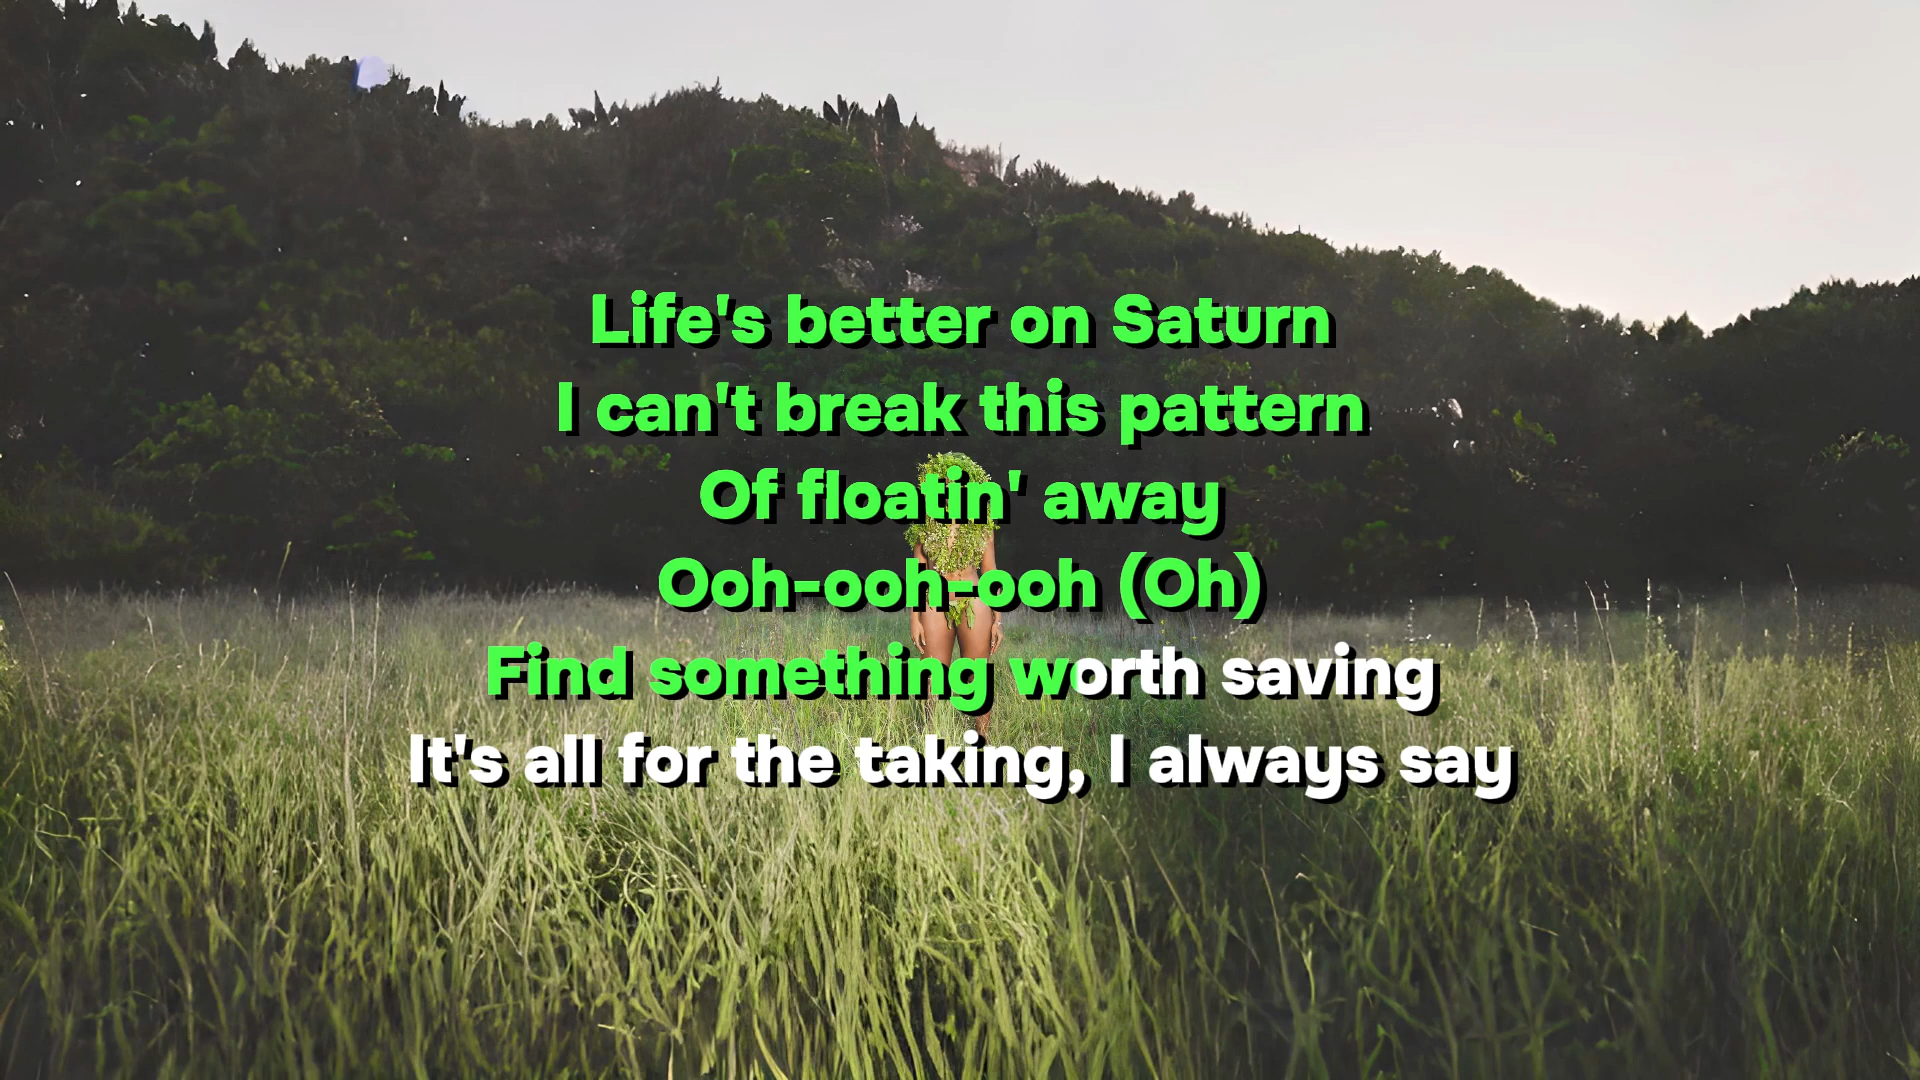 Life's better on Saturn
I can't break this pattern
Of floatin' away
Ooh-ooh-ooh (Oh)
Find something worth saving
It's all for the taking, I always say